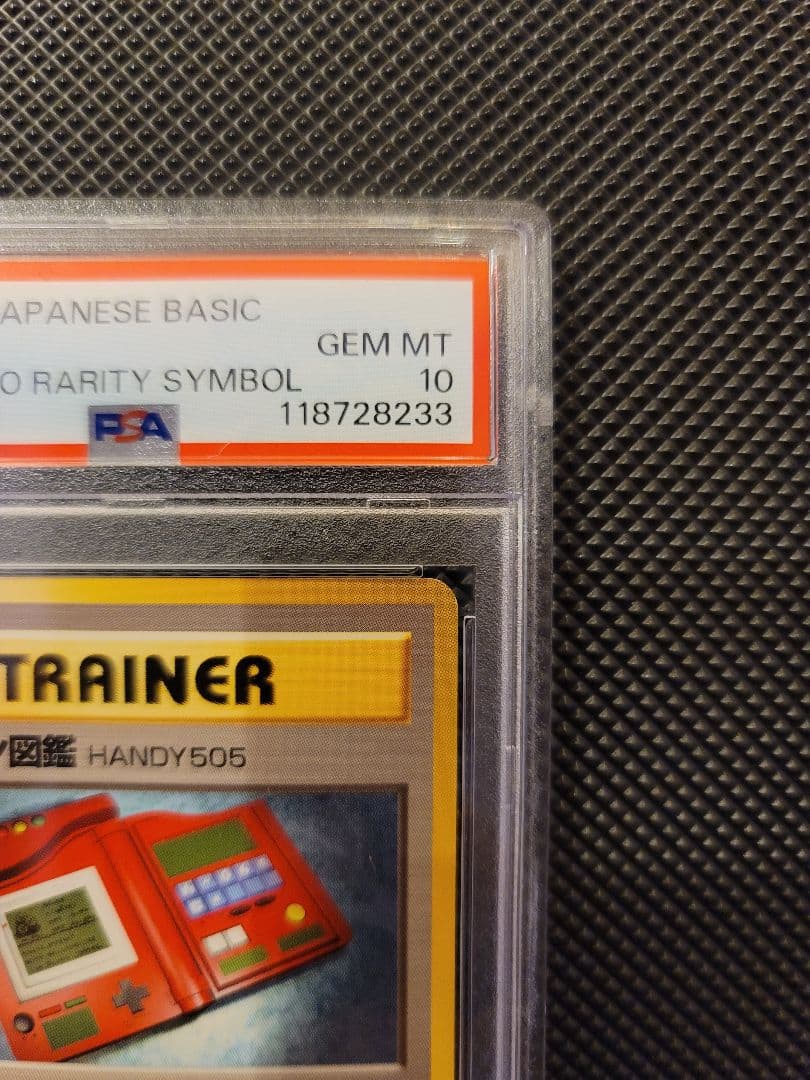 APANESE BASIC
GEM MT
O RARITY SYMBOL 10
PSA 118728233
TRAINER
図鑑 HANDY505